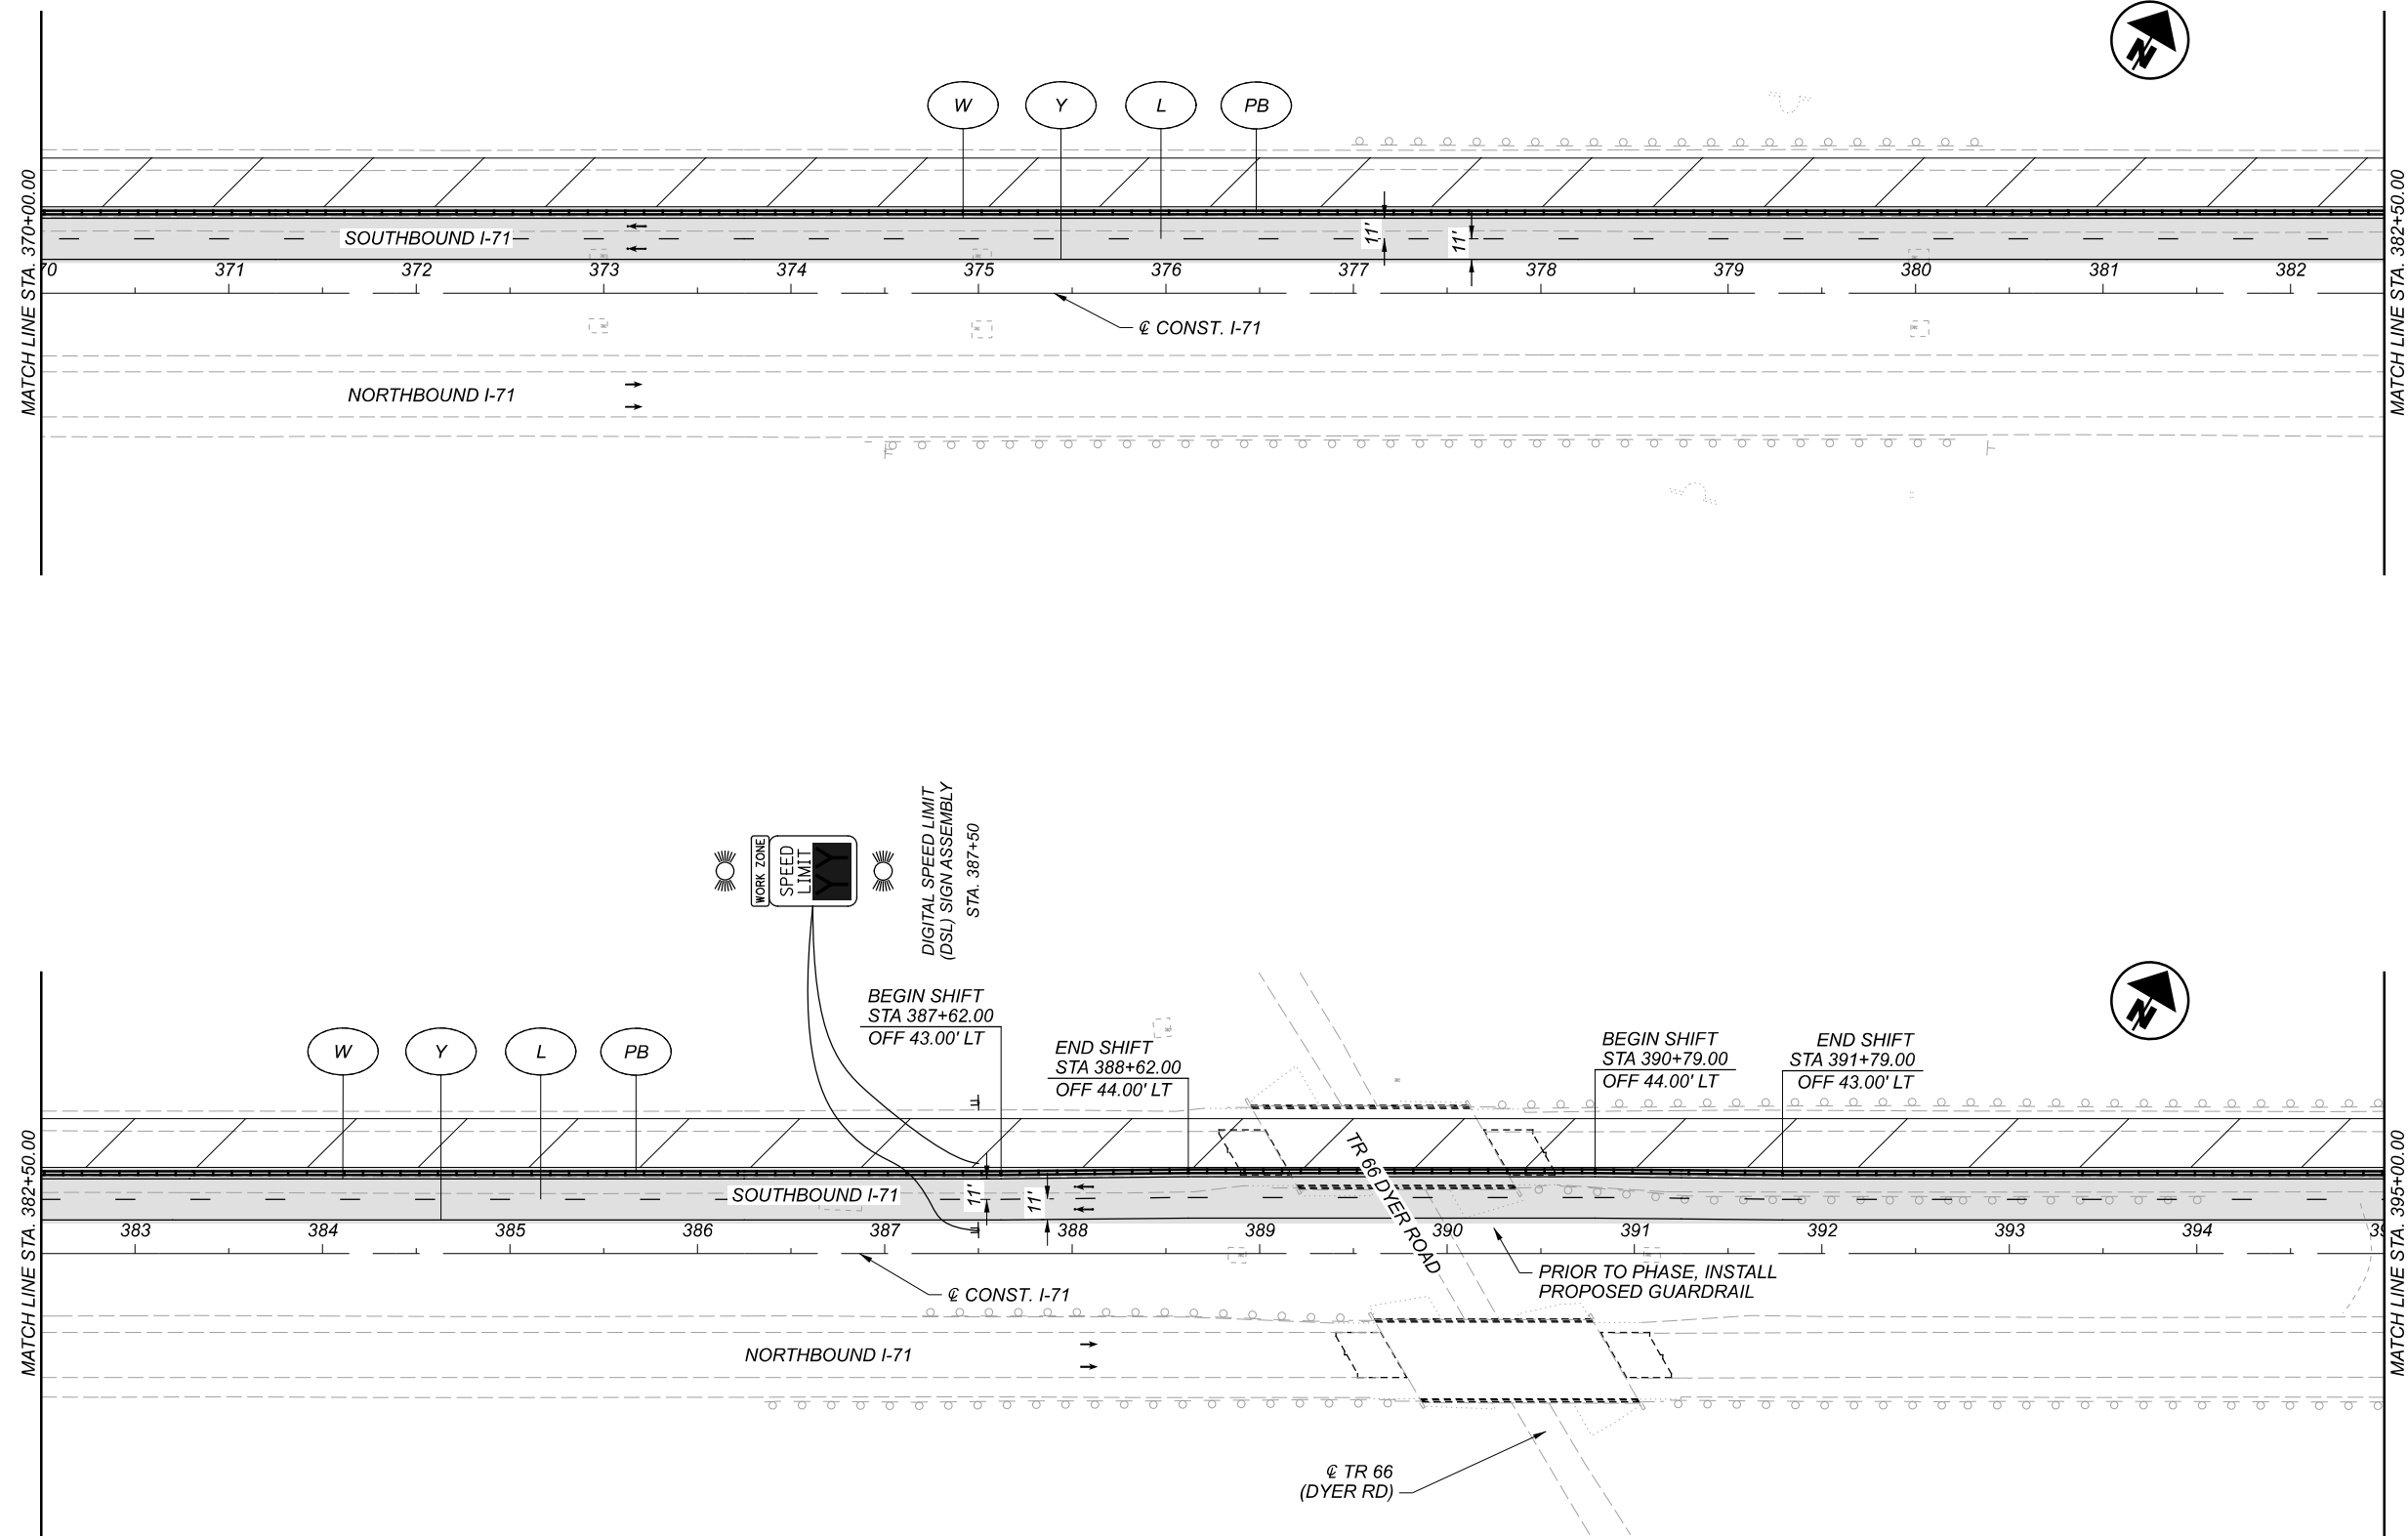 N
W
Y
L
PB
MATCH LINE STA. 370+00.00
MATCH LINE STA. 382+50.00
SOUTHBOUND I-71
11'
11'
70
371
372
373
374
375
376
377
378
379
380
381
382
℄ CONST. I-71
NORTHBOUND I-71
WORK ZONE
SPEED
LIMIT
YY
DIGITAL SPEED LIMIT
(DSL) SIGN ASSEMBLY
STA. 387+50
N
BEGIN SHIFT
STA 387+62.00
OFF 43.00' LT
END SHIFT
STA 388+62.00
OFF 44.00' LT
BEGIN SHIFT
STA 390+79.00
OFF 44.00' LT
END SHIFT
STA 391+79.00
OFF 43.00' LT
W
Y
L
PB
MATCH LINE STA. 382+50.00
MATCH LINE STA. 395+00.00
SOUTHBOUND I-71
11'
11'
TR 66 DYER ROAD
383
384
385
386
387
388
389
390
391
392
393
394
39
℄ CONST. I-71
PRIOR TO PHASE, INSTALL
PROPOSED GUARDRAIL
NORTHBOUND I-71
℄ TR 66
(DYER RD)